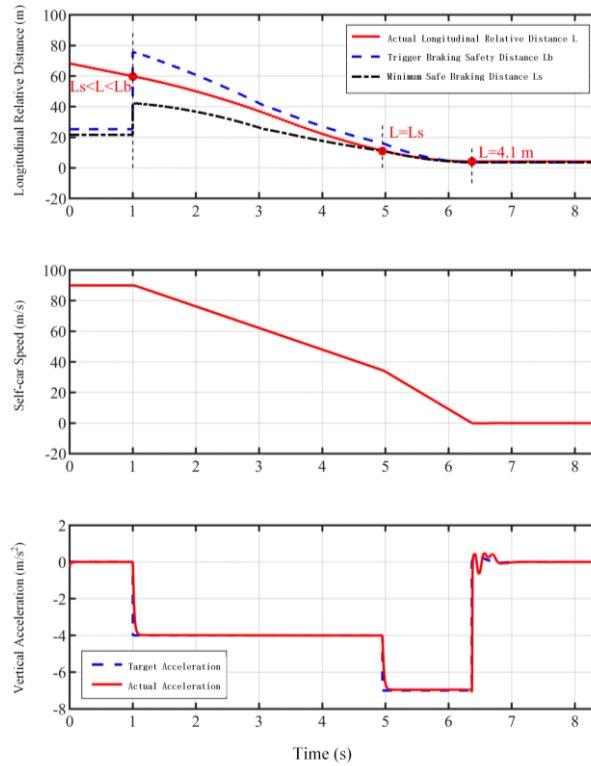 Longitudinal Relative Distance (m)
100
80
60
40
20
0
-20
Actual Longitudinal Relative Distance L
Trigger Braking Safety Distance Lb
Minimum Safe Braking Distance Ls
Ls<L<Lb
L=Ls
L=4.1 m
0 1 2 3 4 5 6 7 8
Self-car Speed (m/s)
100
80
60
40
20
0
-20
0 1 2 3 4 5 6 7 8
Vertical Acceleration (m/s²)
2
0
-2
-4
-6
-8
Target Acceleration
Actual Acceleration
0 1 2 3 4 5 6 7 8
Time (s)